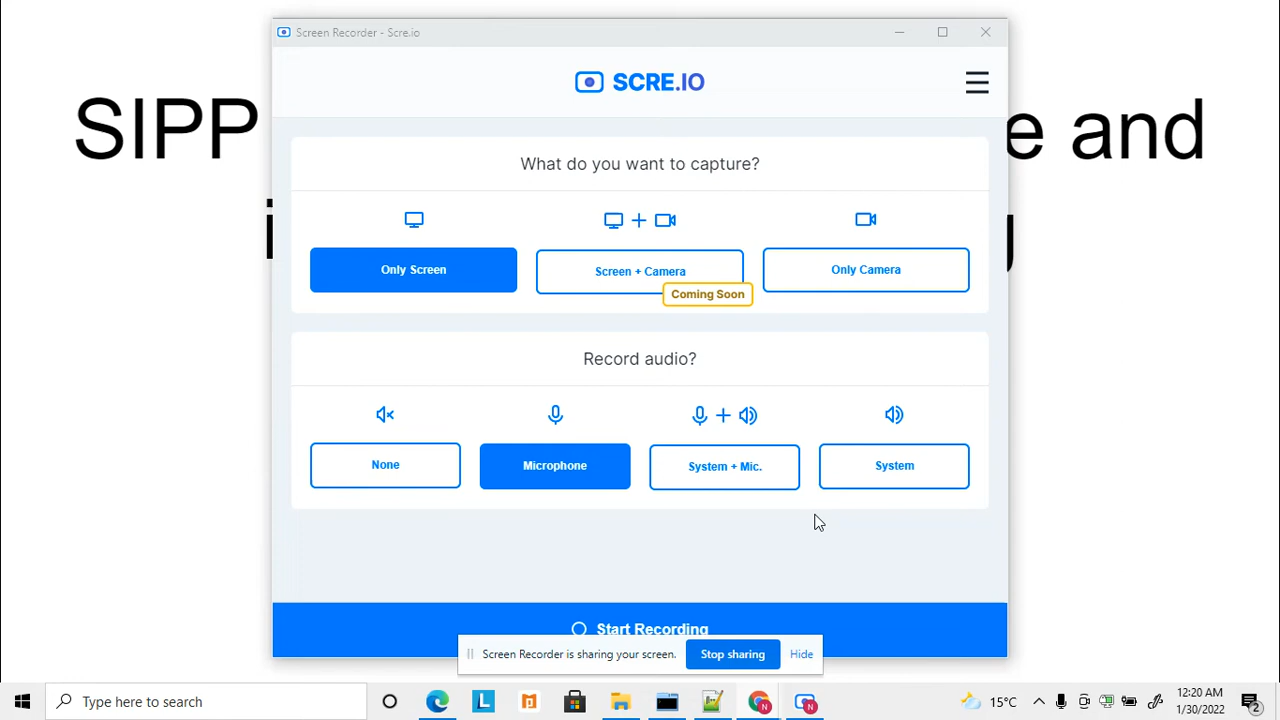 Screen Recorder - Scre.io
SCRE.IO
SIPP
e and
What do you want to capture?
Only Screen
Screen + Camera
Only Camera
Coming Soon
Record audio?
None
Microphone
System + Mic.
System
Start Recording
Screen Recorder is sharing your screen.
Stop sharing
Hide
Type here to search
15°C
12:20 AM
1/30/2022
2